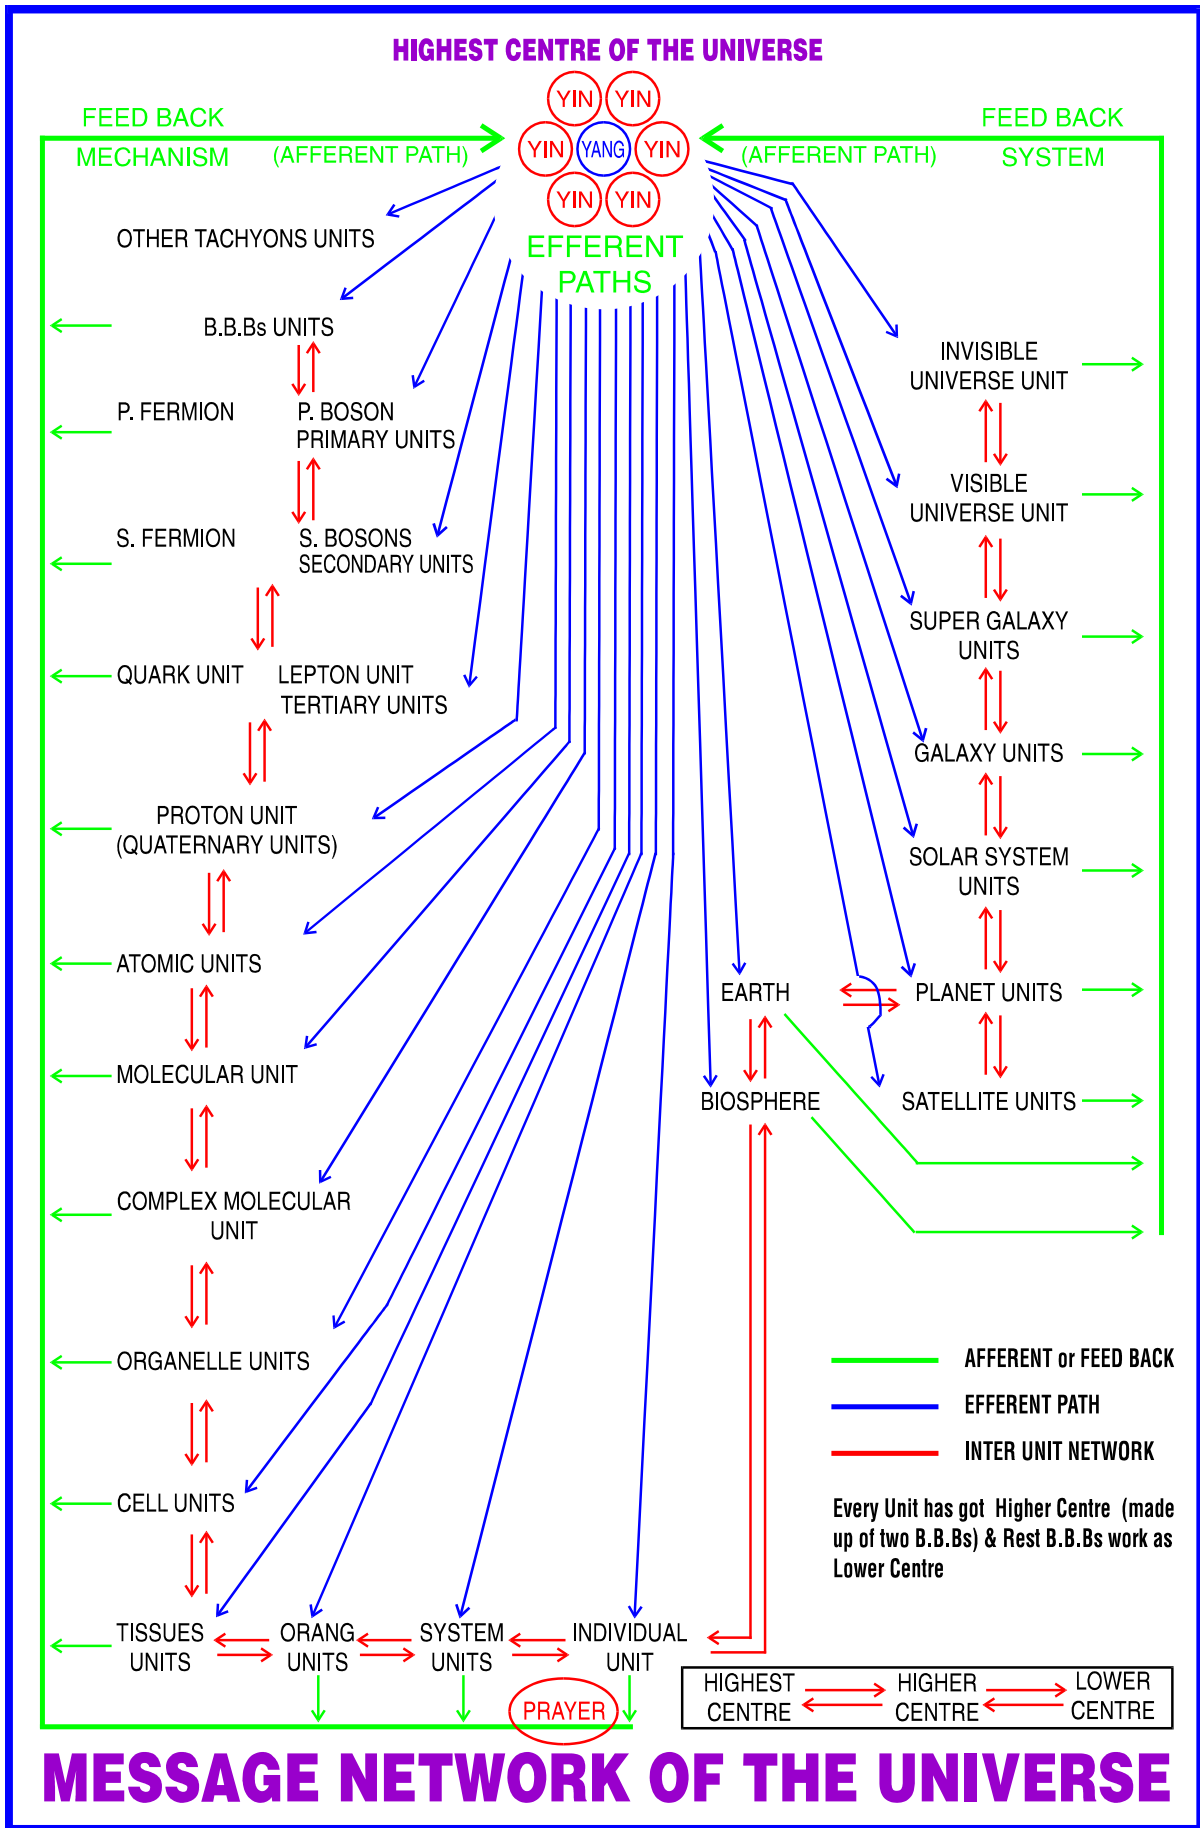 HIGHEST CENTRE OF THE UNIVERSE
YIN YIN
YIN YANG YIN
YIN YIN
FEED BACK
MECHANISM (AFFERENT PATH)
FEED BACK
(AFFERENT PATH) SYSTEM
EFFERENT
PATHS
OTHER TACHYONS UNITS
B.B.Bs UNITS
P. FERMION P. BOSON
PRIMARY UNITS
S. FERMION S. BOSONS
SECONDARY UNITS
QUARK UNIT LEPTON UNIT
TERTIARY UNITS
PROTON UNIT
(QUATERNARY UNITS)
ATOMIC UNITS
MOLECULAR UNIT
COMPLEX MOLECULAR
UNIT
ORGANELLE UNITS
CELL UNITS
TISSUES
UNITS
ORANG
UNITS
SYSTEM
UNITS
INDIVIDUAL
UNIT
PRAYER
INVISIBLE
UNIVERSE UNIT
VISIBLE
UNIVERSE UNIT
SUPER GALAXY
UNITS
GALAXY UNITS
SOLAR SYSTEM
UNITS
EARTH
PLANET UNITS
BIOSPHERE
SATELLITE UNITS
AFFERENT or FEED BACK
EFFERENT PATH
INTER UNIT NETWORK
Every Unit has got Higher Centre (made
up of two B.B.Bs) & Rest B.B.Bs work as
Lower Centre
HIGHEST
CENTRE
HIGHER
CENTRE
LOWER
CENTRE
MESSAGE NETWORK OF THE UNIVERSE